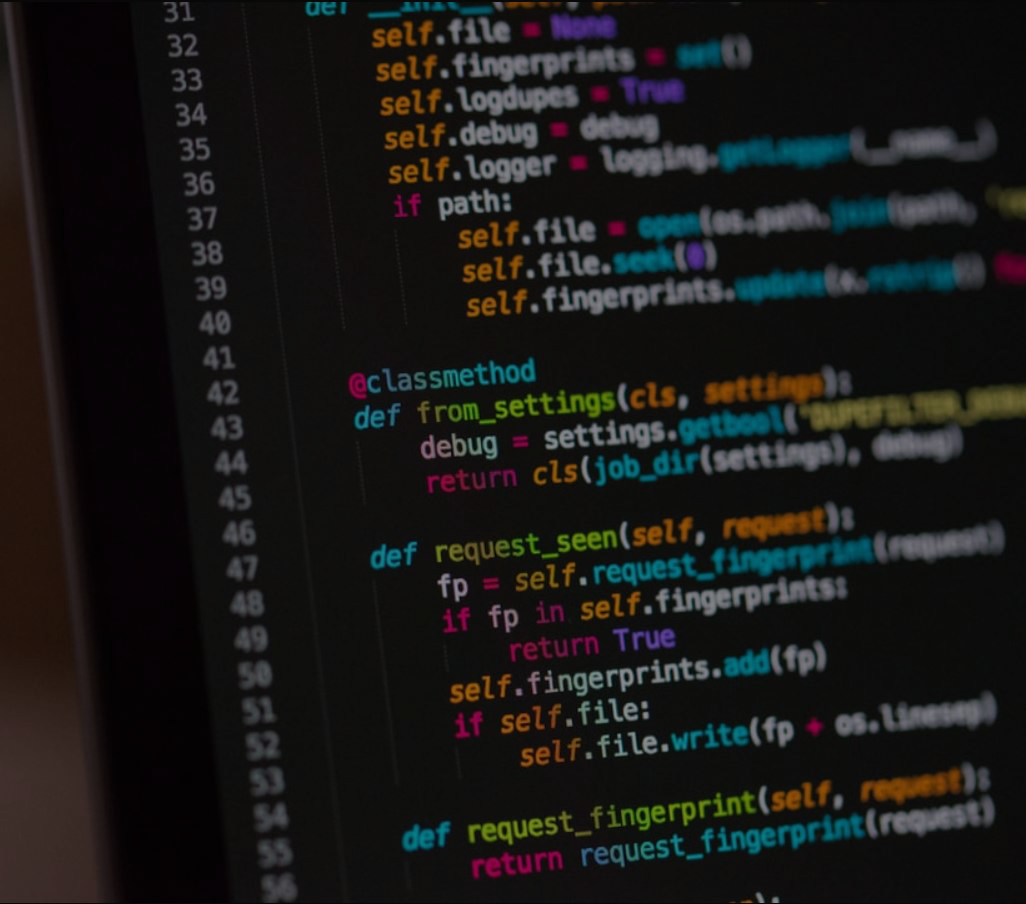 31 def __init__(self,
32 self.file = None
33 self.fingerprints = set()
34 self.logdupes = True
35 self.debug = debug
36 self.logger = logging.getLogger(__name__)
37 if path:
38 self.file = open(os.path.join(path,
39 self.file.seek(0)
40 self.fingerprints.update(x.rstrip()
41
42 @classmethod
43 def from_settings(cls, settings):
44 debug = settings.getbool(
45 return cls(job_dir(settings), debug)
46
47 def request_seen(self, request):
48 fp = self.request_fingerprint(request)
49 if fp in self.fingerprints:
50 return True
51 self.fingerprints.add(fp)
52 if self.file:
53 self.file.write(fp + os.linesep)
54
55 def request_fingerprint(self, request):
56 return request_fingerprint(request)